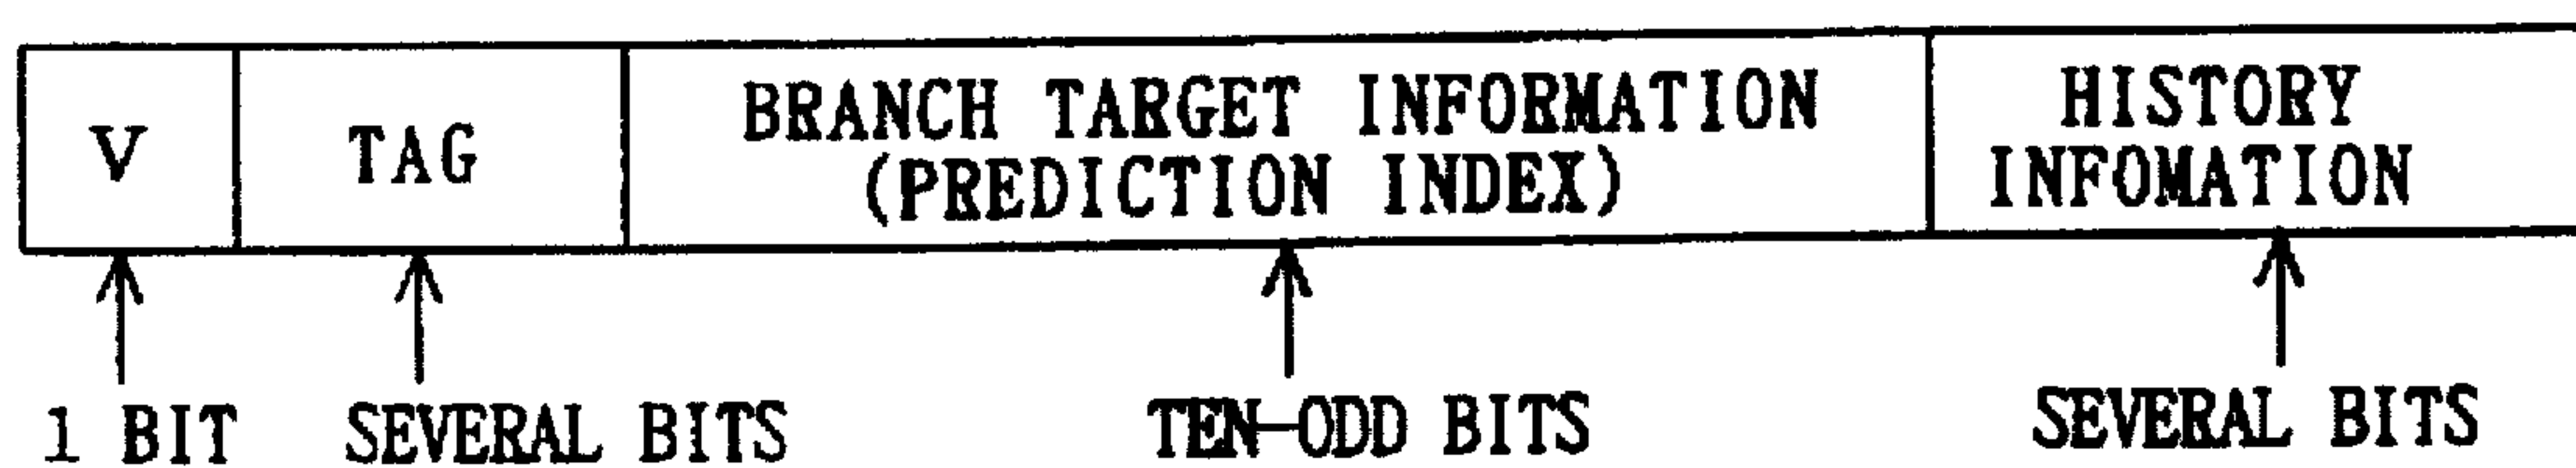 V
TAG
BRANCH TARGET INFORMATION
(PREDICTION INDEX)
HISTORY
INFOMATION
1 BIT
SEVERAL BITS
TEN-ODD BITS
SEVERAL BITS